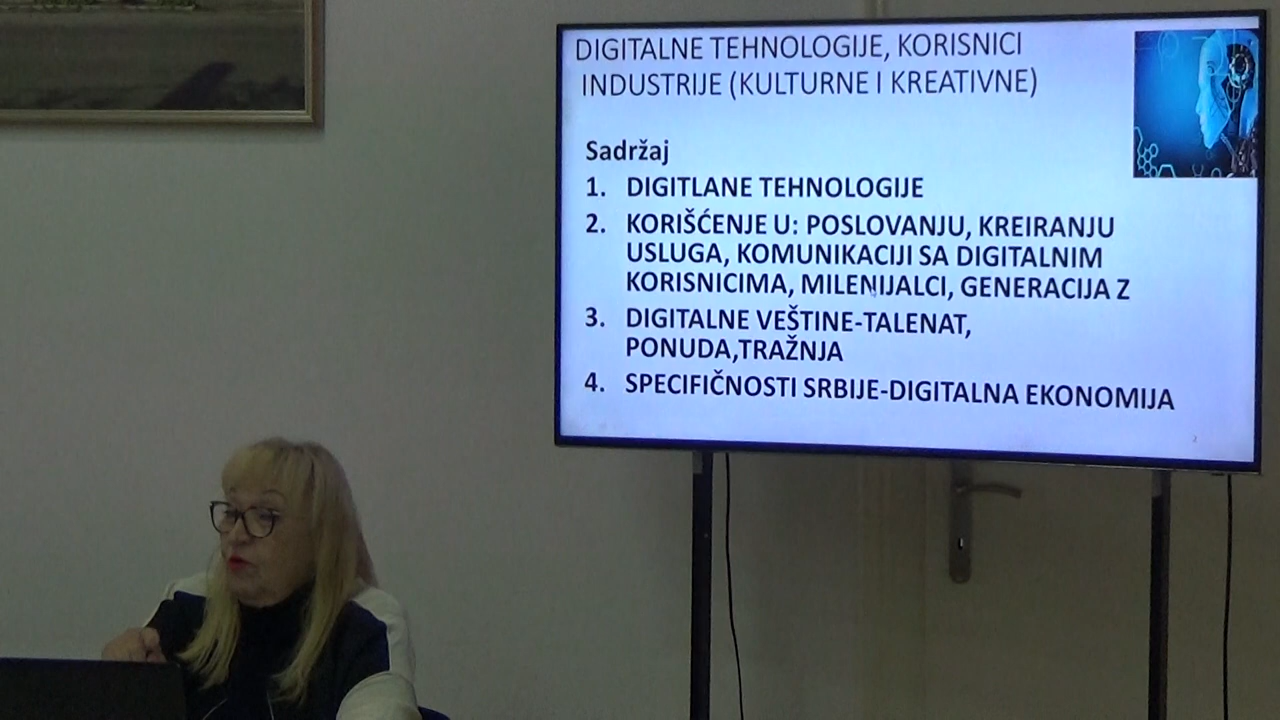 DIGITALNE TEHNOLOGIJE, KORISNICI
INDUSTRIJE (KULTURNE I KREATIVNE)
Sadržaj
1. DIGITLANE TEHNOLOGIJE
2. KORIŠĆENJE U: POSLOVANJU, KREIRANJU
USLUGA, KOMUNIKACIJI SA DIGITALNIM
KORISNICIMA, MILENIJALCI, GENERACIJA Z
3. DIGITALNE VEŠTINE-TALENAT,
PONUDA,TRAŽNJA
4. SPECIFIČNOSTI SRBIJE-DIGITALNA EKONOMIJA
2